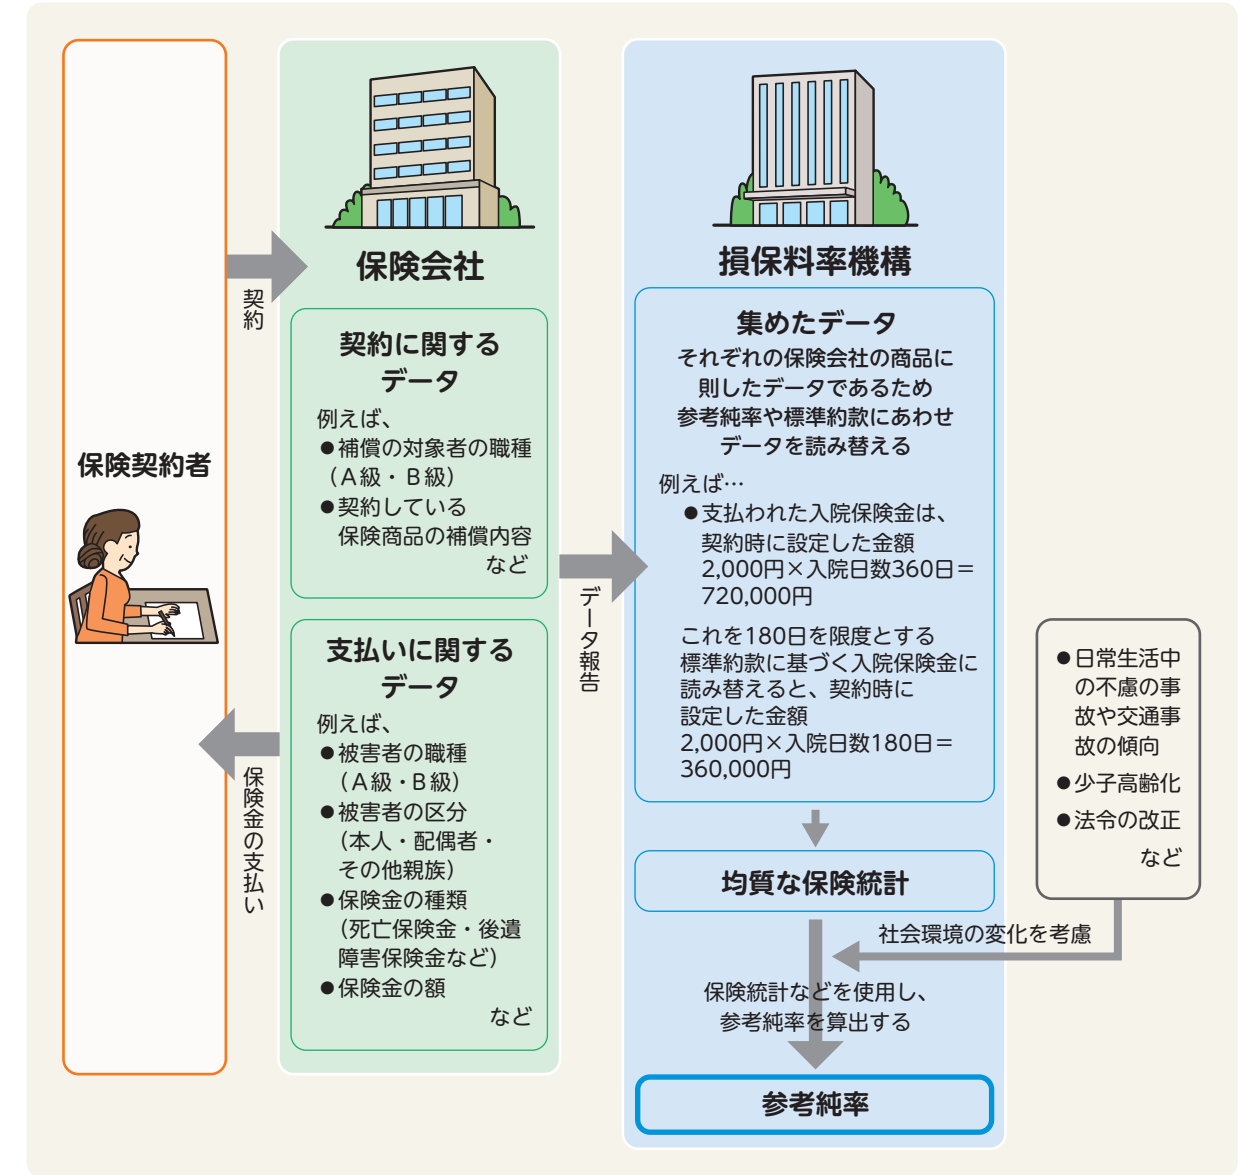 保険契約者
契約
保険金の支払い
保険会社
契約に関する
データ
例えば、
●補償の対象者の職種
（A級・B級）
●契約している
保険商品の補償内容
など
支払いに関する
データ
例えば、
●被害者の職種
（A級・B級）
●被害者の区分
（本人・配偶者・
その他親族）
●保険金の種類
（死亡保険金・後遺
障害保険金など）
●保険金の額
など
データ報告
損保料率機構
集めたデータ
それぞれの保険会社の商品に
則したデータであるため
参考純率や標準約款にあわせ
データを読み替える
例えば…
●支払われた入院保険金は、
契約時に設定した金額
2,000円×入院日数360日＝
720,000円
これを180日を限度とする
標準約款に基づく入院保険金に
読み替えると、契約時に
設定した金額
2,000円×入院日数180日＝
360,000円
均質な保険統計
●日常生活中
の不慮の事
故や交通事
故の傾向
●少子高齢化
●法令の改正
など
社会環境の変化を考慮
保険統計などを使用し、
参考純率を算出する
参考純率